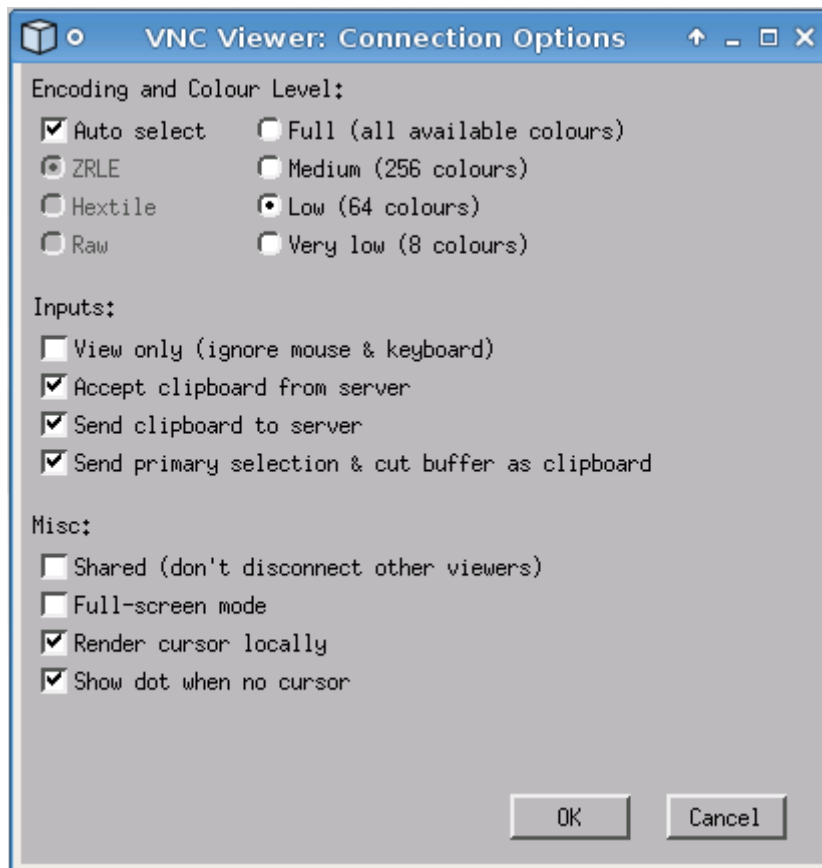 VNC Viewer: Connection Options
Encoding and Colour Level:
Auto select Full (all available colours)
ZRLE Medium (256 colours)
Hextile Low (64 colours)
Raw Very low (8 colours)
Inputs:
View only (ignore mouse & keyboard)
Accept clipboard from server
Send clipboard to server
Send primary selection & cut buffer as clipboard
Misc:
Shared (don't disconnect other viewers)
Full-screen mode
Render cursor locally
Show dot when no cursor
OK Cancel